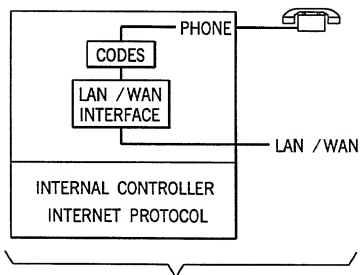 PHONE
CODES
LAN / WAN
INTERFACE
LAN / WAN
INTERNAL CONTROLLER
INTERNET PROTOCOL